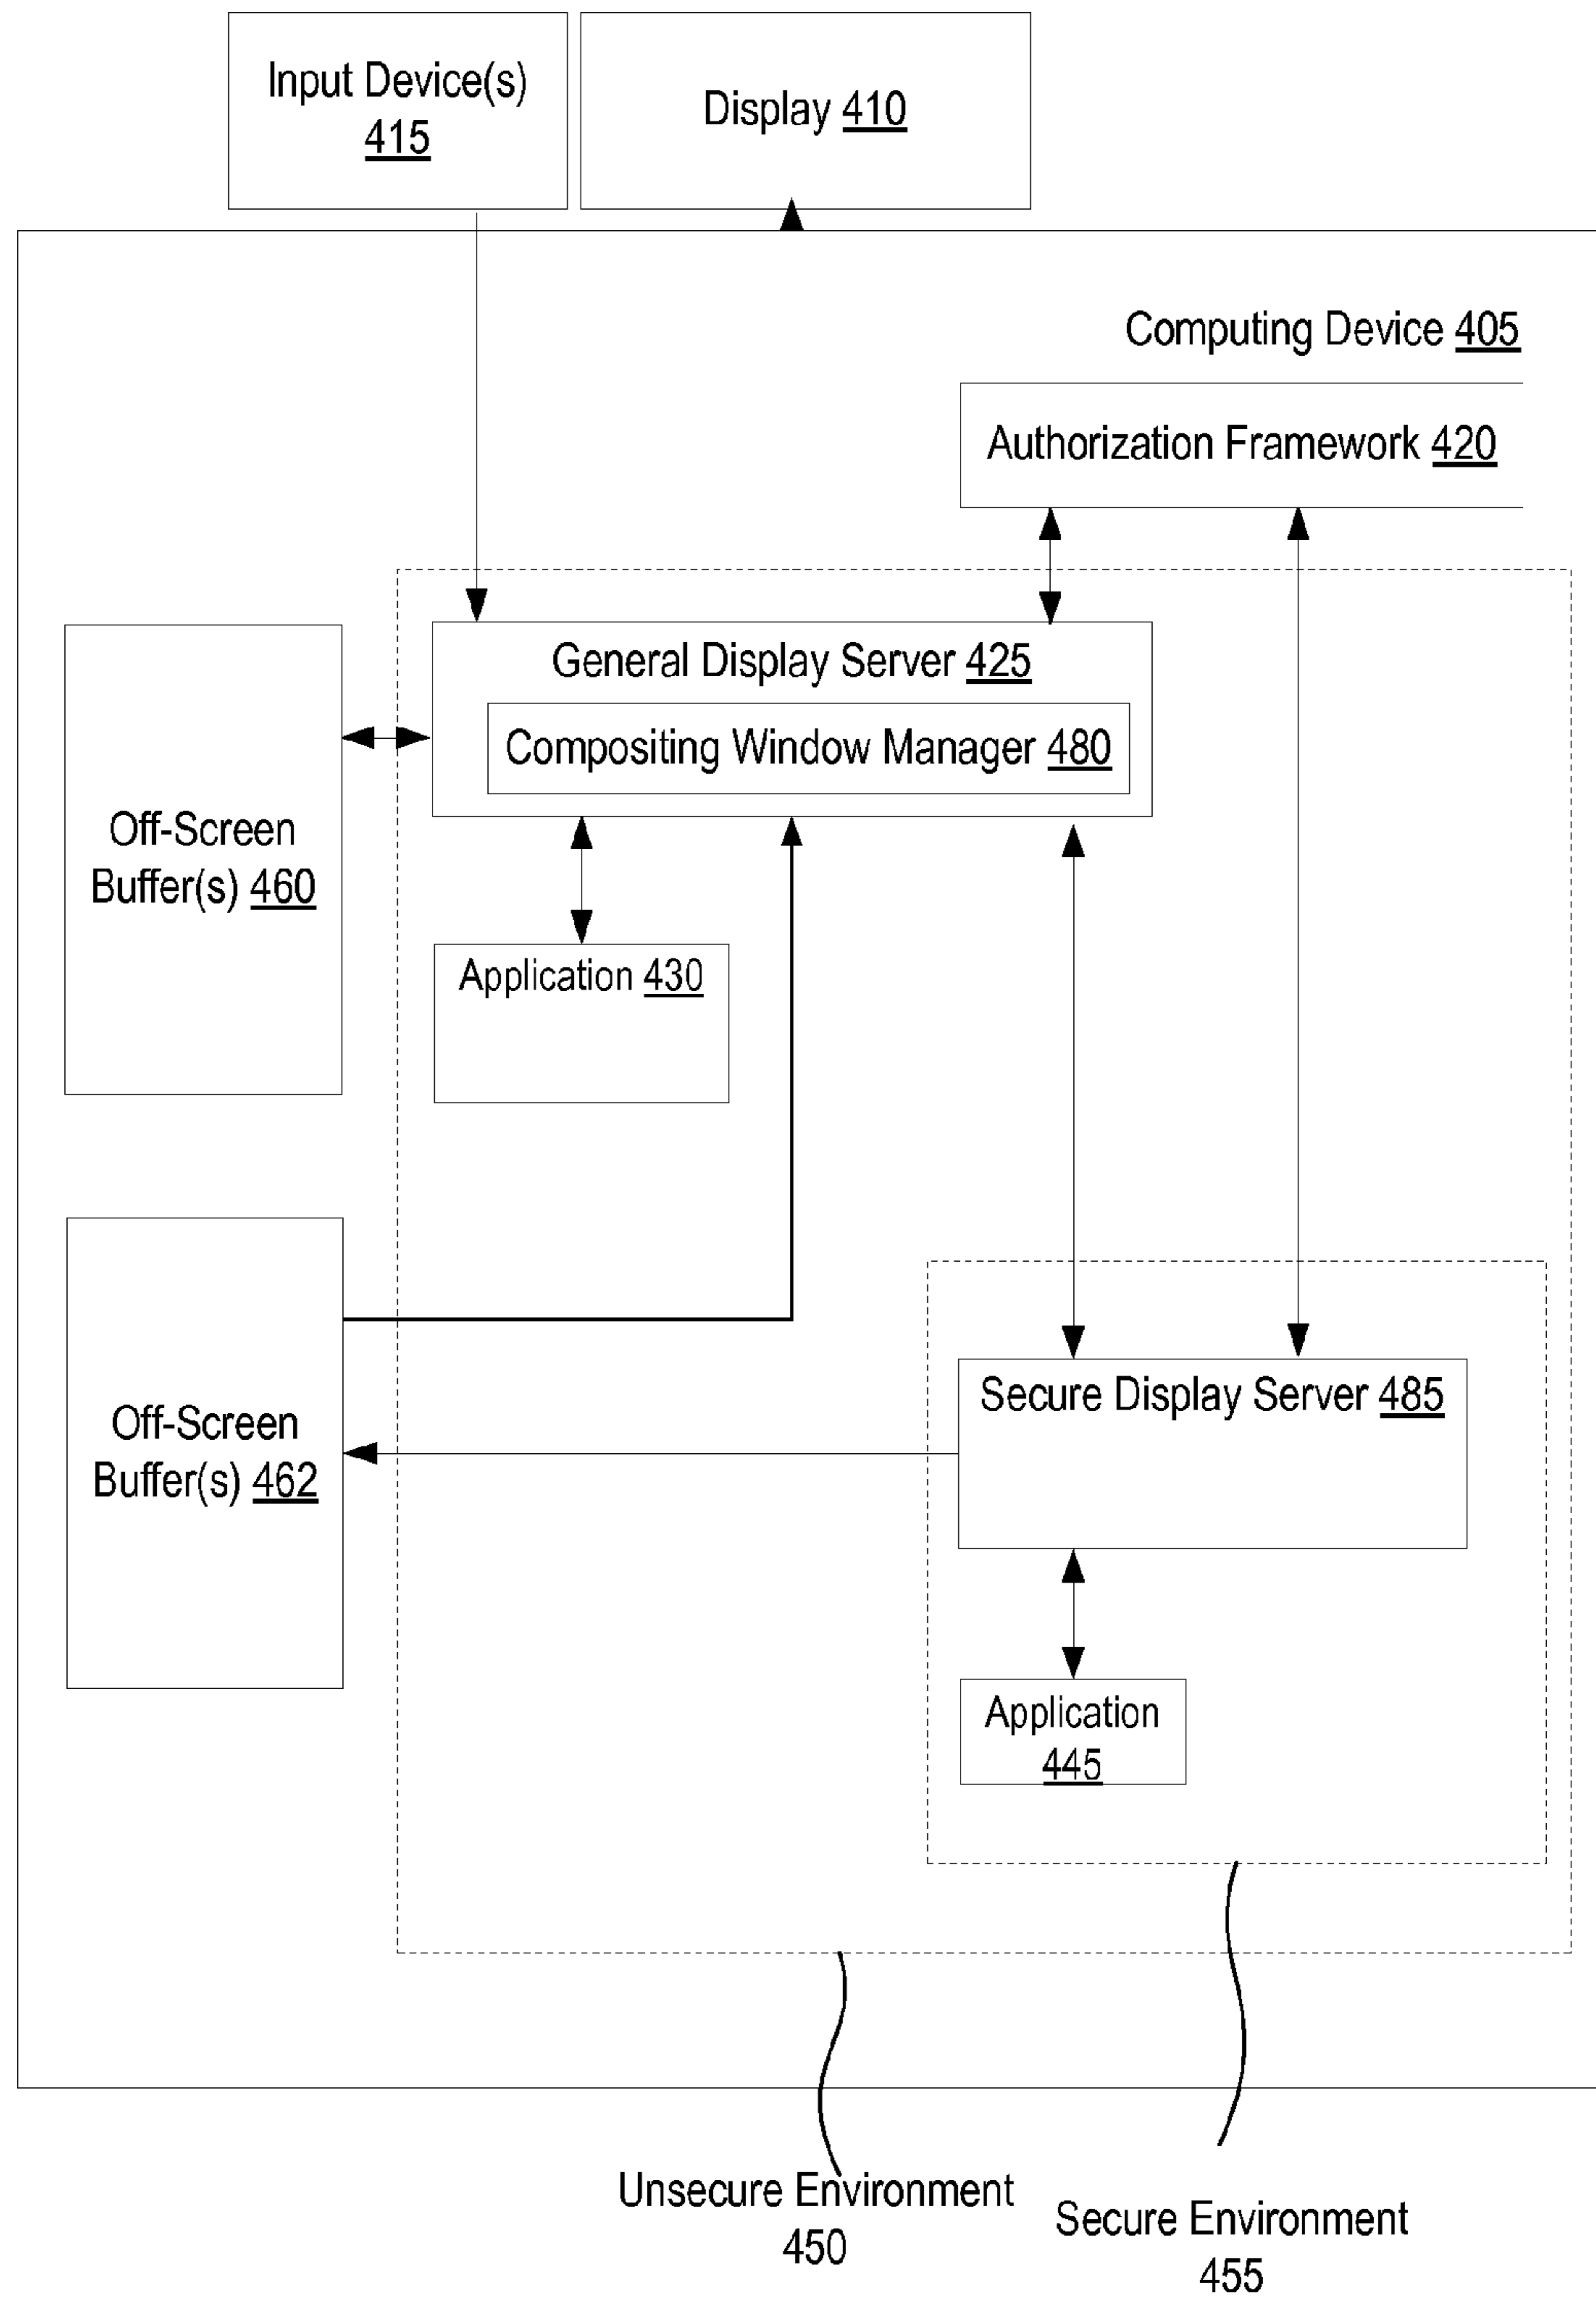 Input Device(s)
415
Display 410
Computing Device 405
Authorization Framework 420
General Display Server 425
Compositing Window Manager 480
Off-Screen
Buffer(s) 460
Application 430
Secure Display Server 485
Off-Screen
Buffer(s) 462
Application
445
Unsecure Environment
450
Secure Environment
455